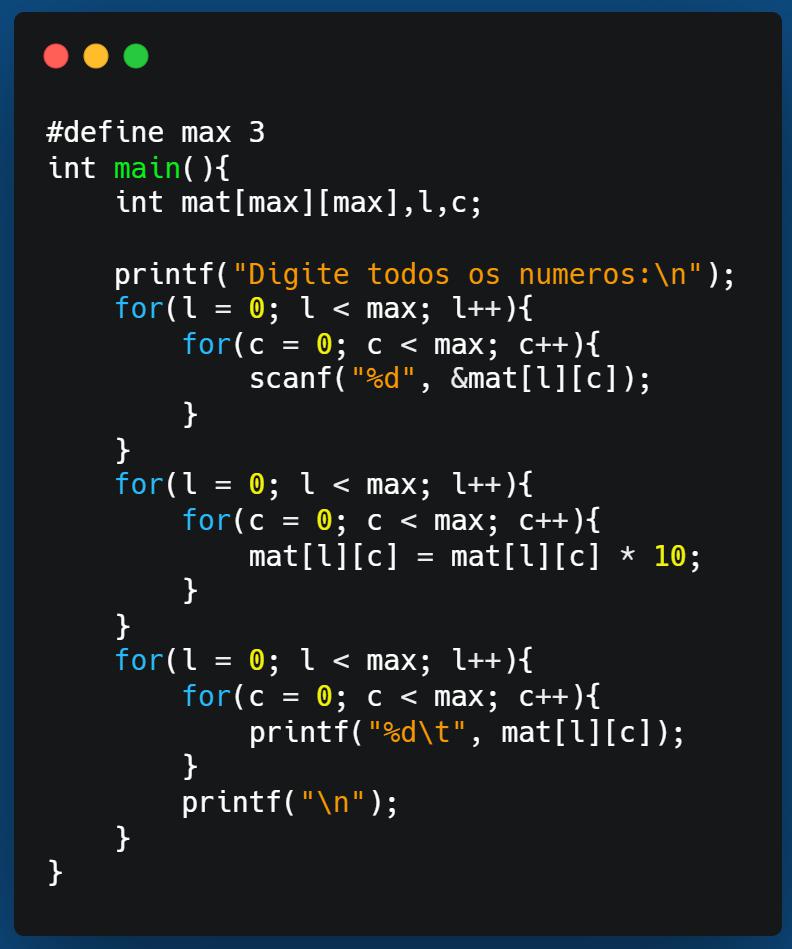 #define max 3
int main(){
    int mat[max][max],l,c;

    printf("Digite todos os numeros:\n");
    for(l = 0; l < max; l++){
        for(c = 0; c < max; c++){
            scanf("%d", &mat[l][c]);
        }
    }
    for(l = 0; l < max; l++){
        for(c = 0; c < max; c++){
            mat[l][c] = mat[l][c] * 10;
        }
    }
    for(l = 0; l < max; l++){
        for(c = 0; c < max; c++){
            printf("%d\t", mat[l][c]);
        }
        printf("\n");
    }
}